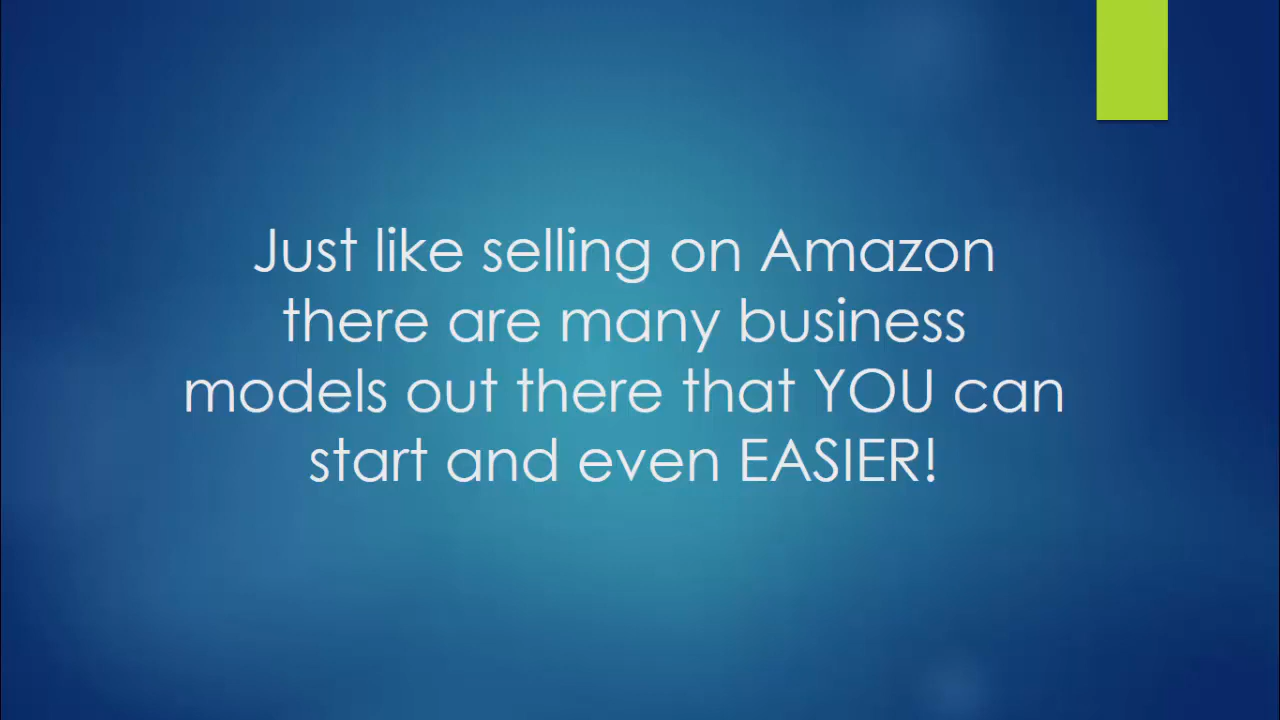 Just like selling on Amazon
there are many business
models out there that YOU can
start and even EASIER!